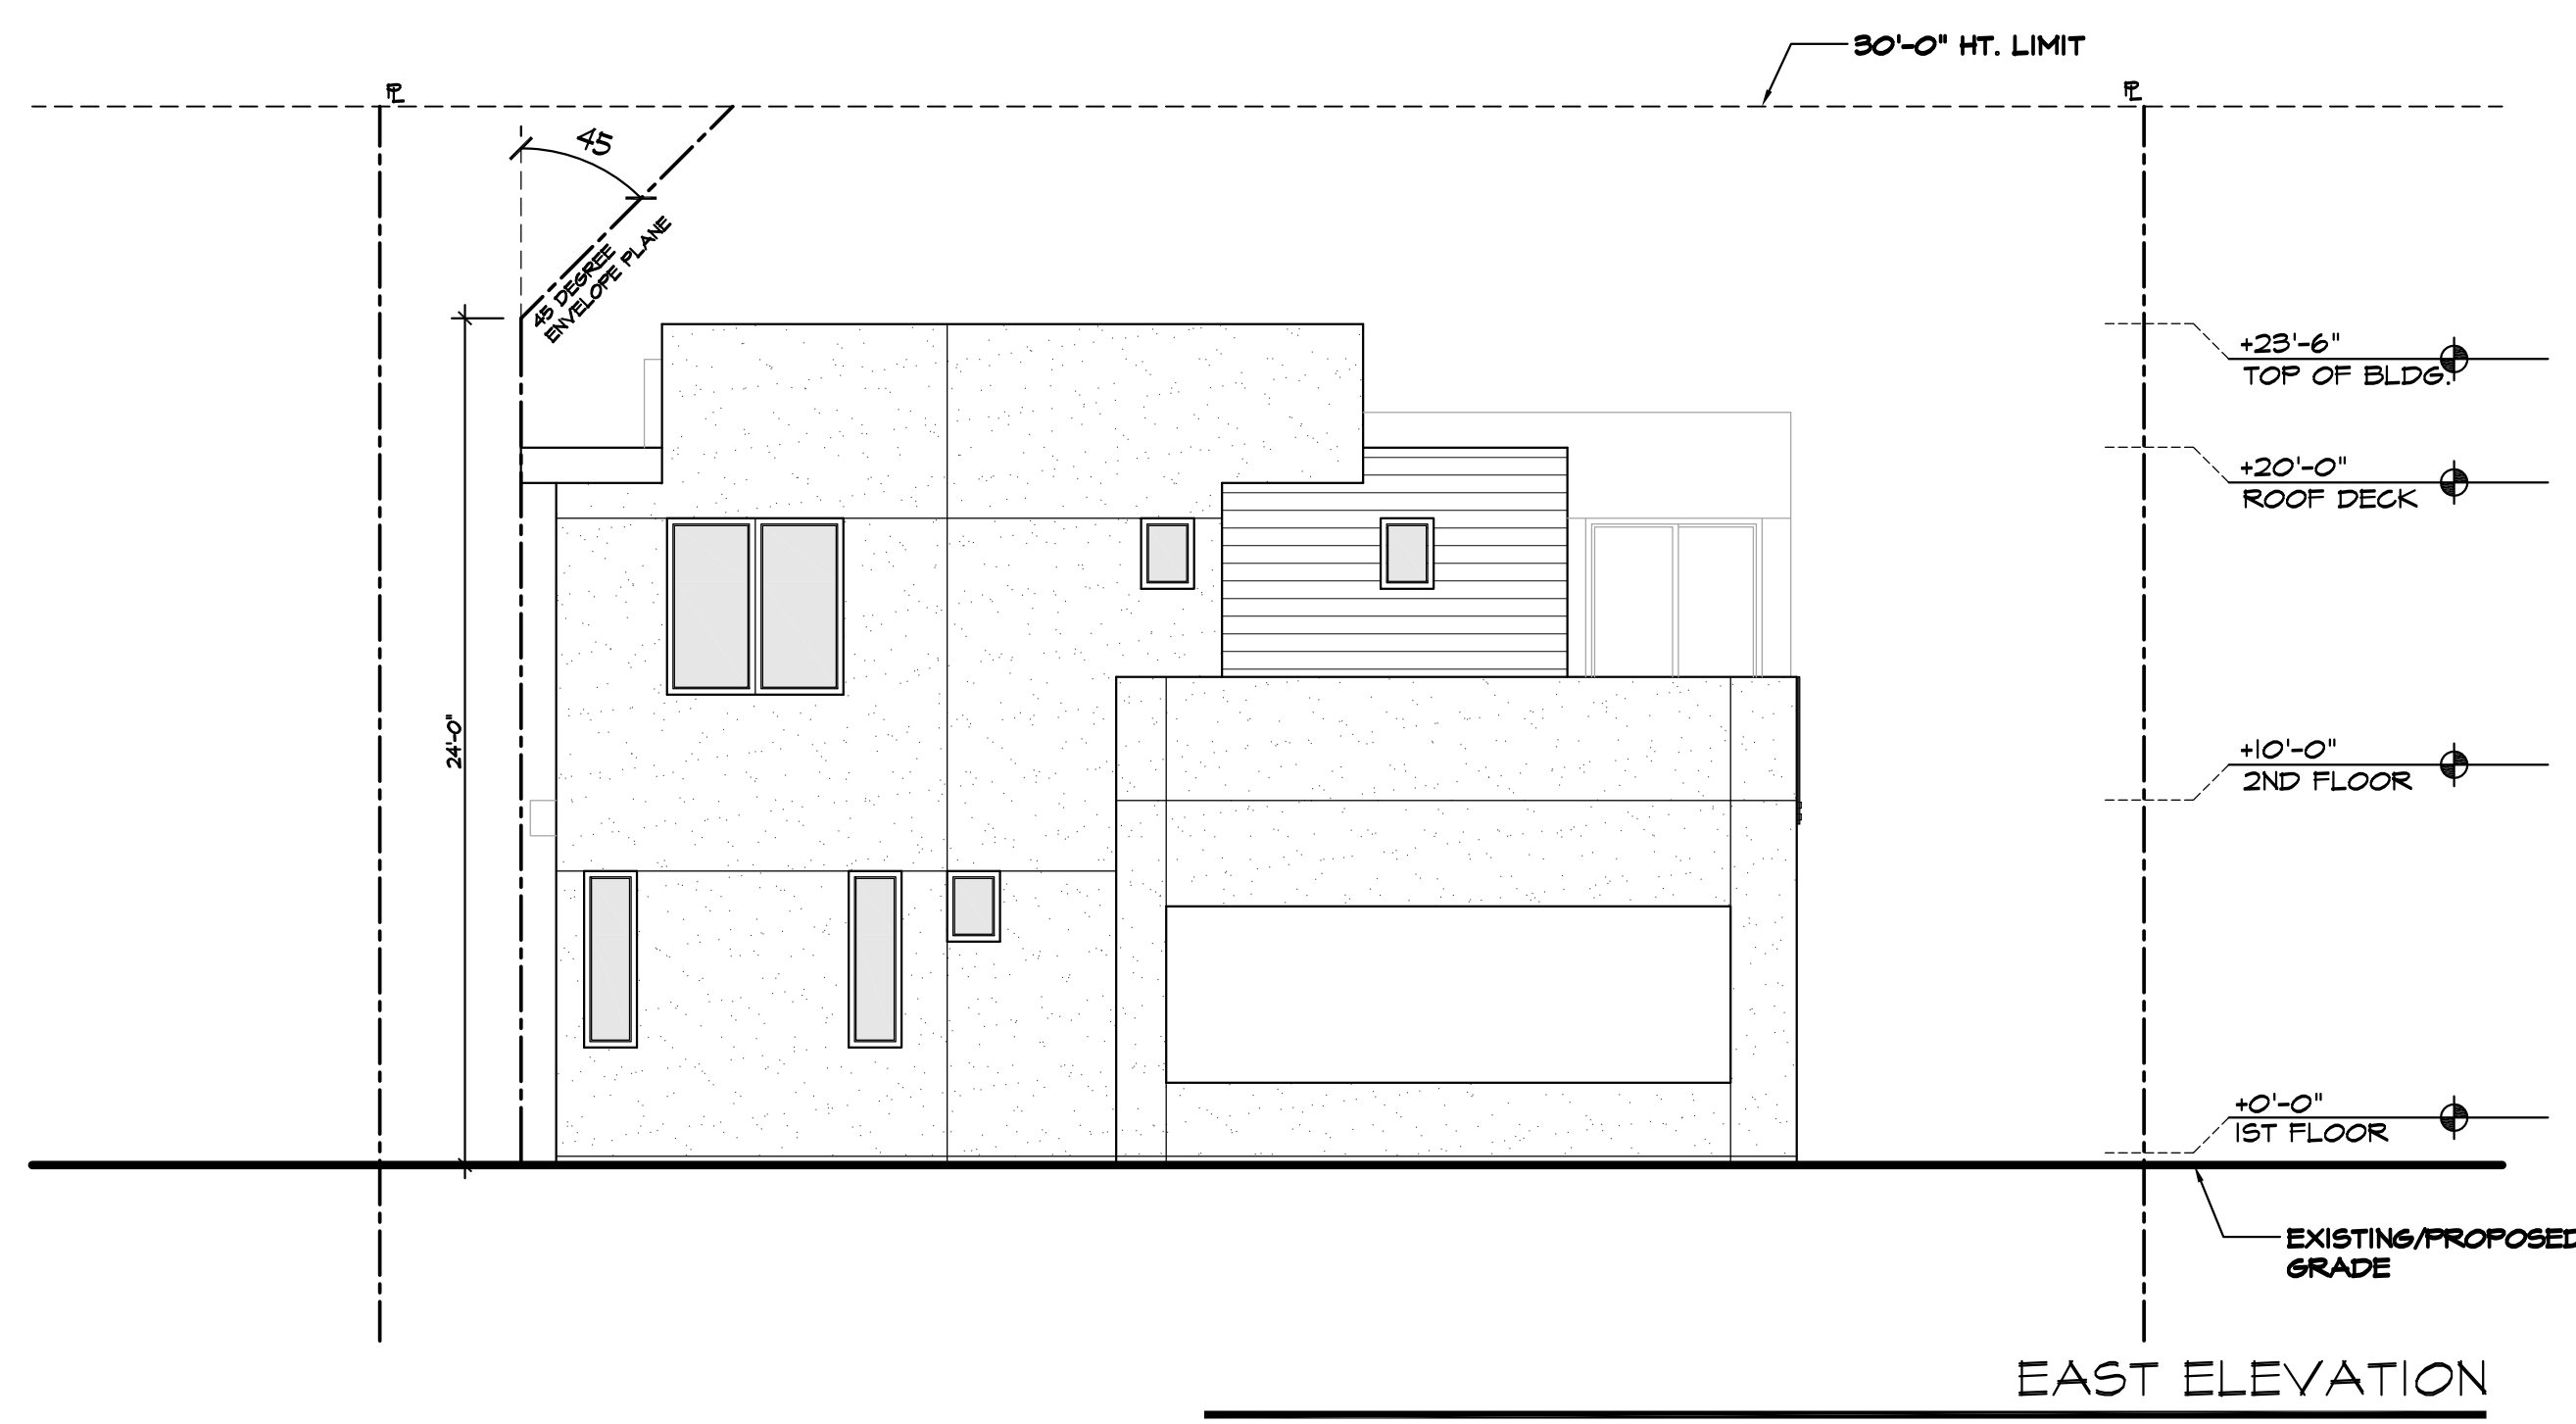 30'-0" HT. LIMIT
PL
PL
45
45 DEGREE
ENVELOPE PLANE
+23'-6"
TOP OF BLDG.
+20'-0"
ROOF DECK
24'-0"
+10'-0"
2ND FLOOR
+0'-0"
1ST FLOOR
EXISTING/PROPOSED
GRADE
EAST ELEVATION